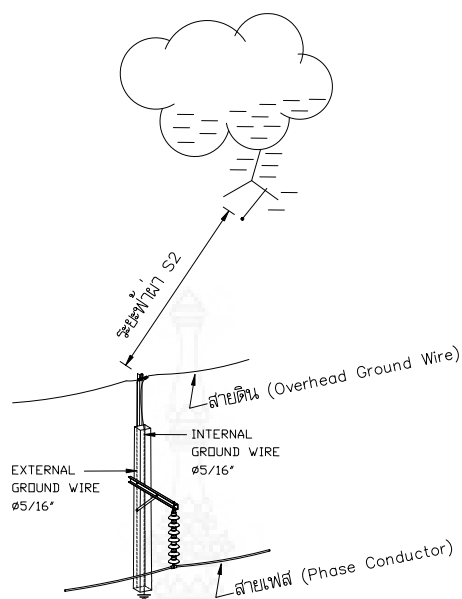 ระยะฟ้าผ่า S2
สายดิน (Overhead Ground Wire)
INTERNAL
GROUND WIRE
ø5/16"
EXTERNAL
GROUND WIRE
ø5/16"
สายเฟส (Phase Conductor)